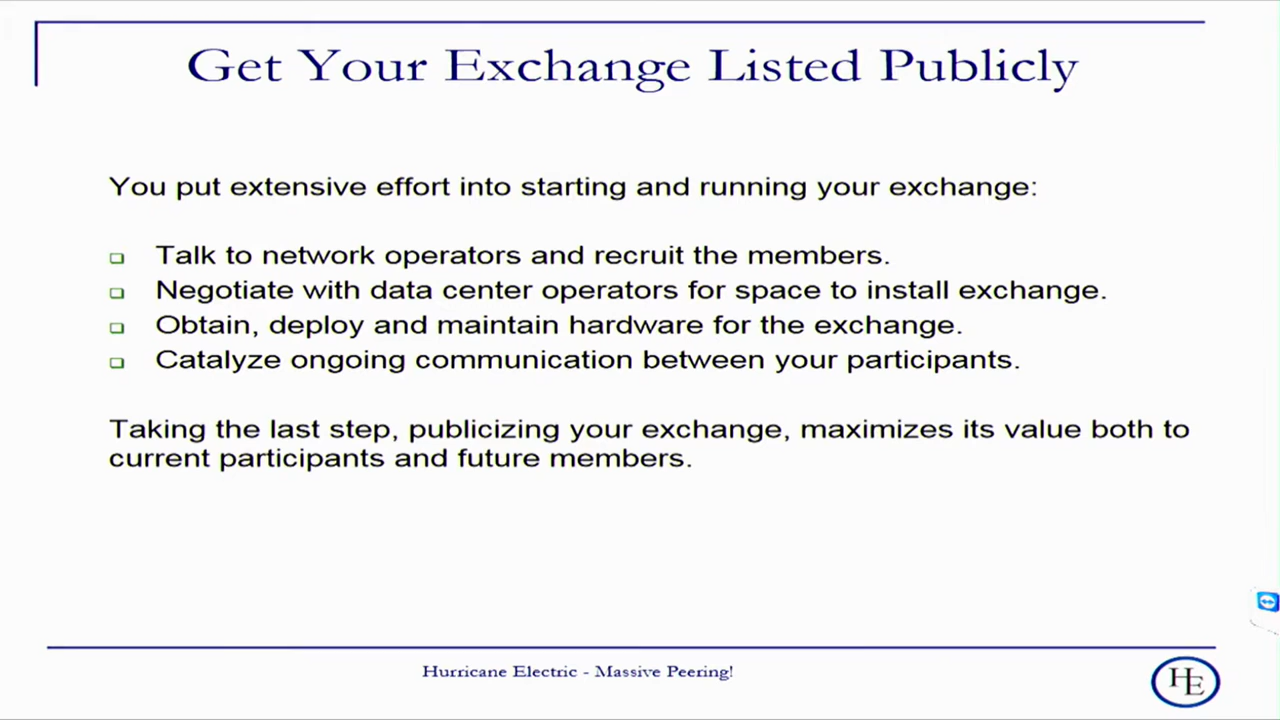 Get Your Exchange Listed Publicly
You put extensive effort into starting and running your exchange:
Talk to network operators and recruit the members.
Negotiate with data center operators for space to install exchange.
Obtain, deploy and maintain hardware for the exchange.
Catalyze ongoing communication between your participants.
Taking the last step, publicizing your exchange, maximizes its value both to
current participants and future members.
Hurricane Electric - Massive Peering!
HE